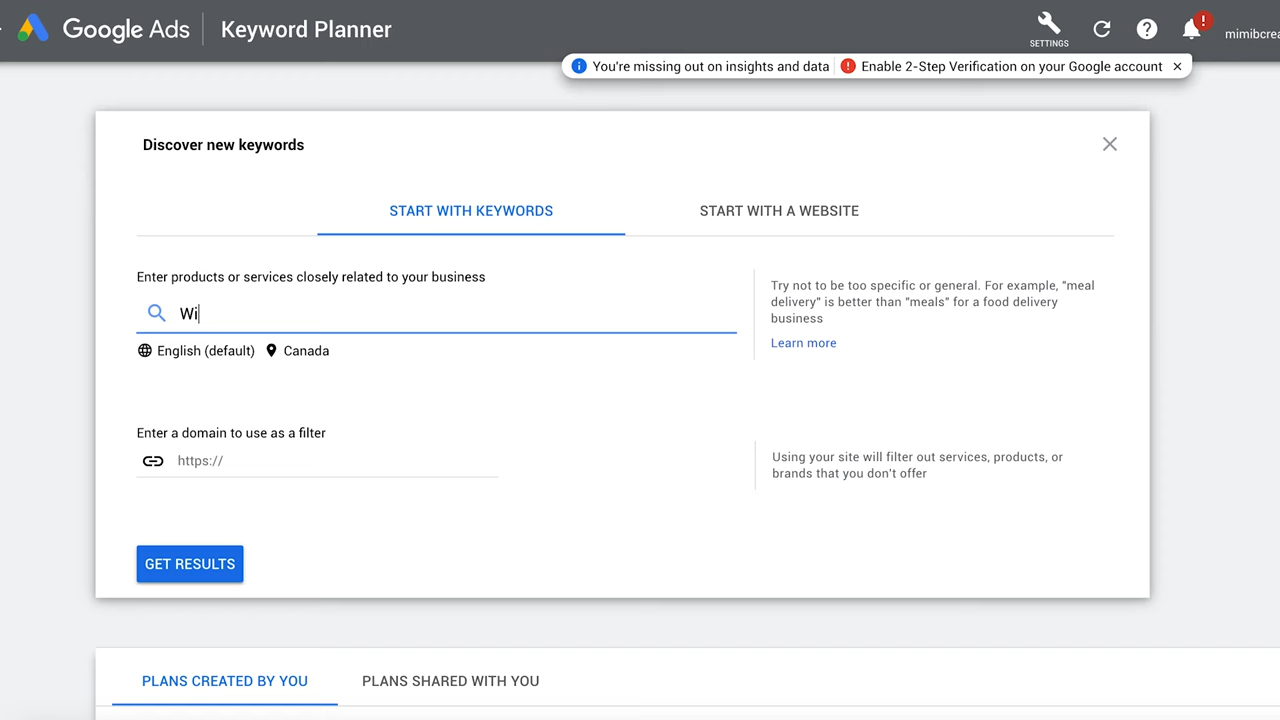 Google Ads
Keyword Planner
SETTINGS
mimibcrea
You're missing out on insights and data
Enable 2-Step Verification on your Google account
Discover new keywords
START WITH KEYWORDS
START WITH A WEBSITE
Enter products or services closely related to your business
Wi
English (default)
Canada
Try not to be too specific or general. For example, "meal
delivery" is better than "meals" for a food delivery
business
Learn more
Enter a domain to use as a filter
https://
Using your site will filter out services, products, or
brands that you don't offer
GET RESULTS
PLANS CREATED BY YOU
PLANS SHARED WITH YOU